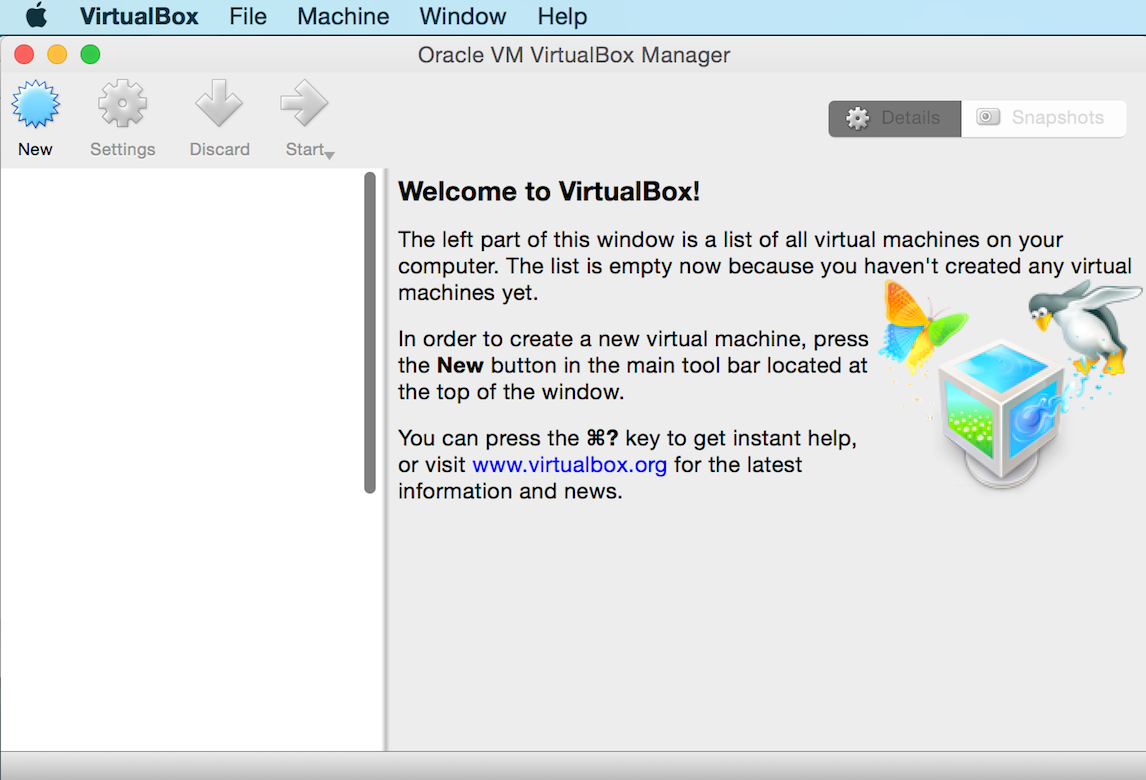 VirtualBox File Machine Window Help
Oracle VM VirtualBox Manager
New Settings Discard Start Details Snapshots
Welcome to VirtualBox!
The left part of this window is a list of all virtual machines on your
computer. The list is empty now because you haven't created any virtual
machines yet.
In order to create a new virtual machine, press
the New button in the main tool bar located at
the top of the window.
You can press the ⌘? key to get instant help,
or visit www.virtualbox.org for the latest
information and news.